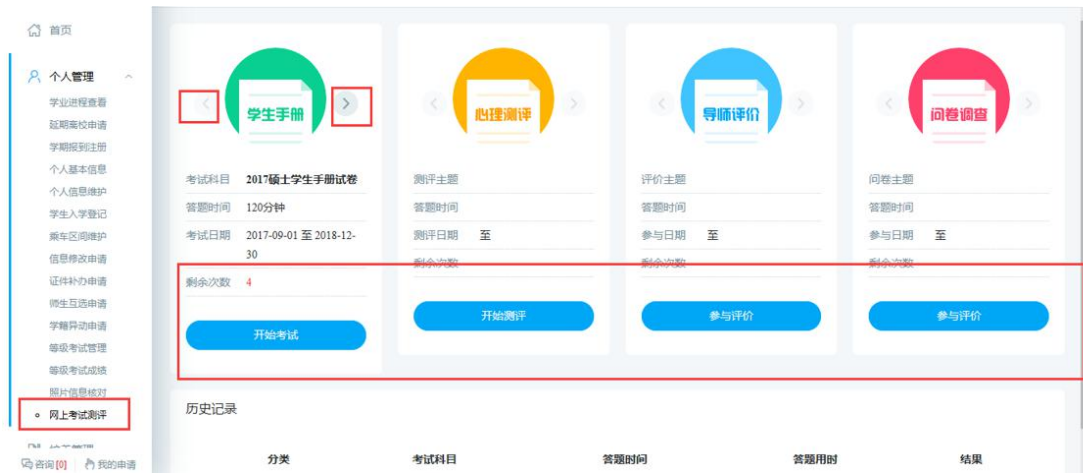 首页
个人管理
学业进程查看
延期离校申请
学期报到注册
个人基本信息
个人信息维护
学生入学登记
乘车区间维护
信息修改申请
证件补办申请
师生互选申请
学籍异动申请
等级考试管理
等级考试成绩
照片信息核对
网上考试测评
咨询[0] 我的申请
学生手册
考试科目 2017硕士学生手册试卷
答题时间 120分钟
考试日期 2017-09-01 至 2018-12-
30
剩余次数 4
开始考试
心理测评
测评主题
答题时间
测评日期 至
剩余次数
开始测评
导师评价
评价主题
答题时间
参与日期 至
剩余次数
参与评价
问卷调查
问卷主题
答题时间
参与日期 至
剩余次数
参与评价
历史记录
分类 考试科目 答题时间 答题用时 结果